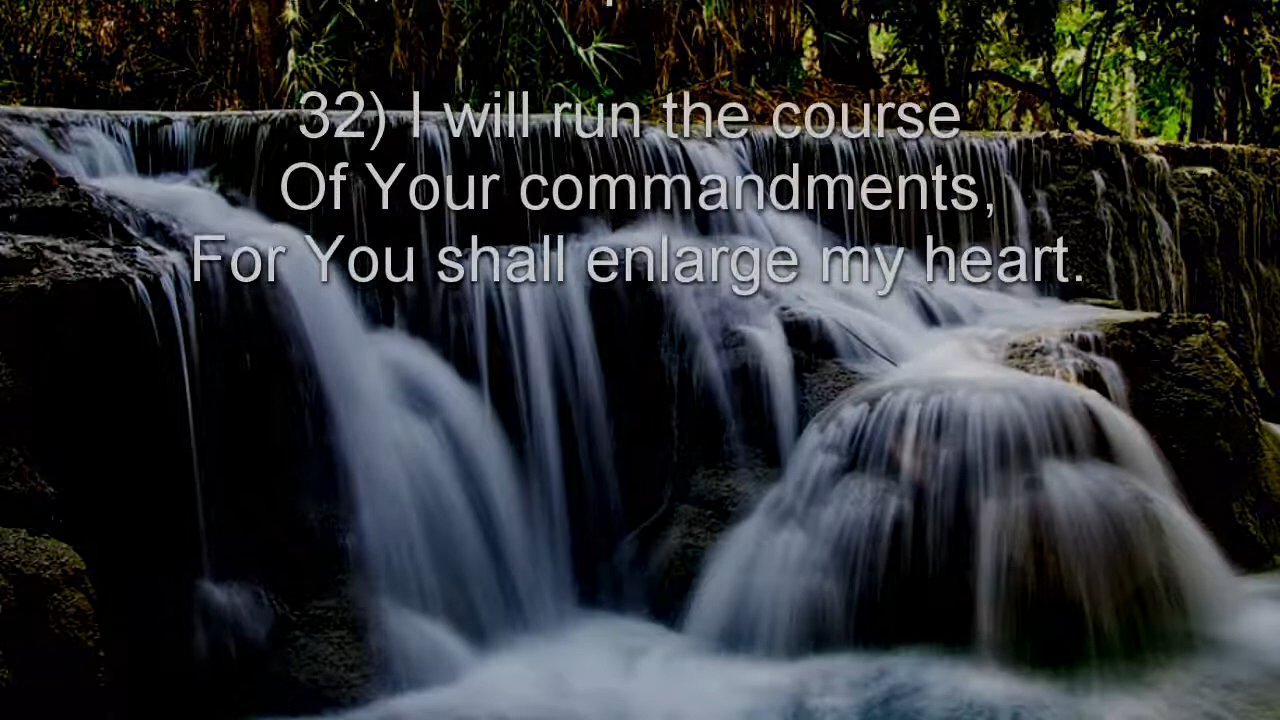 32) I will run the course
Of Your commandments,
For You shall enlarge my heart.